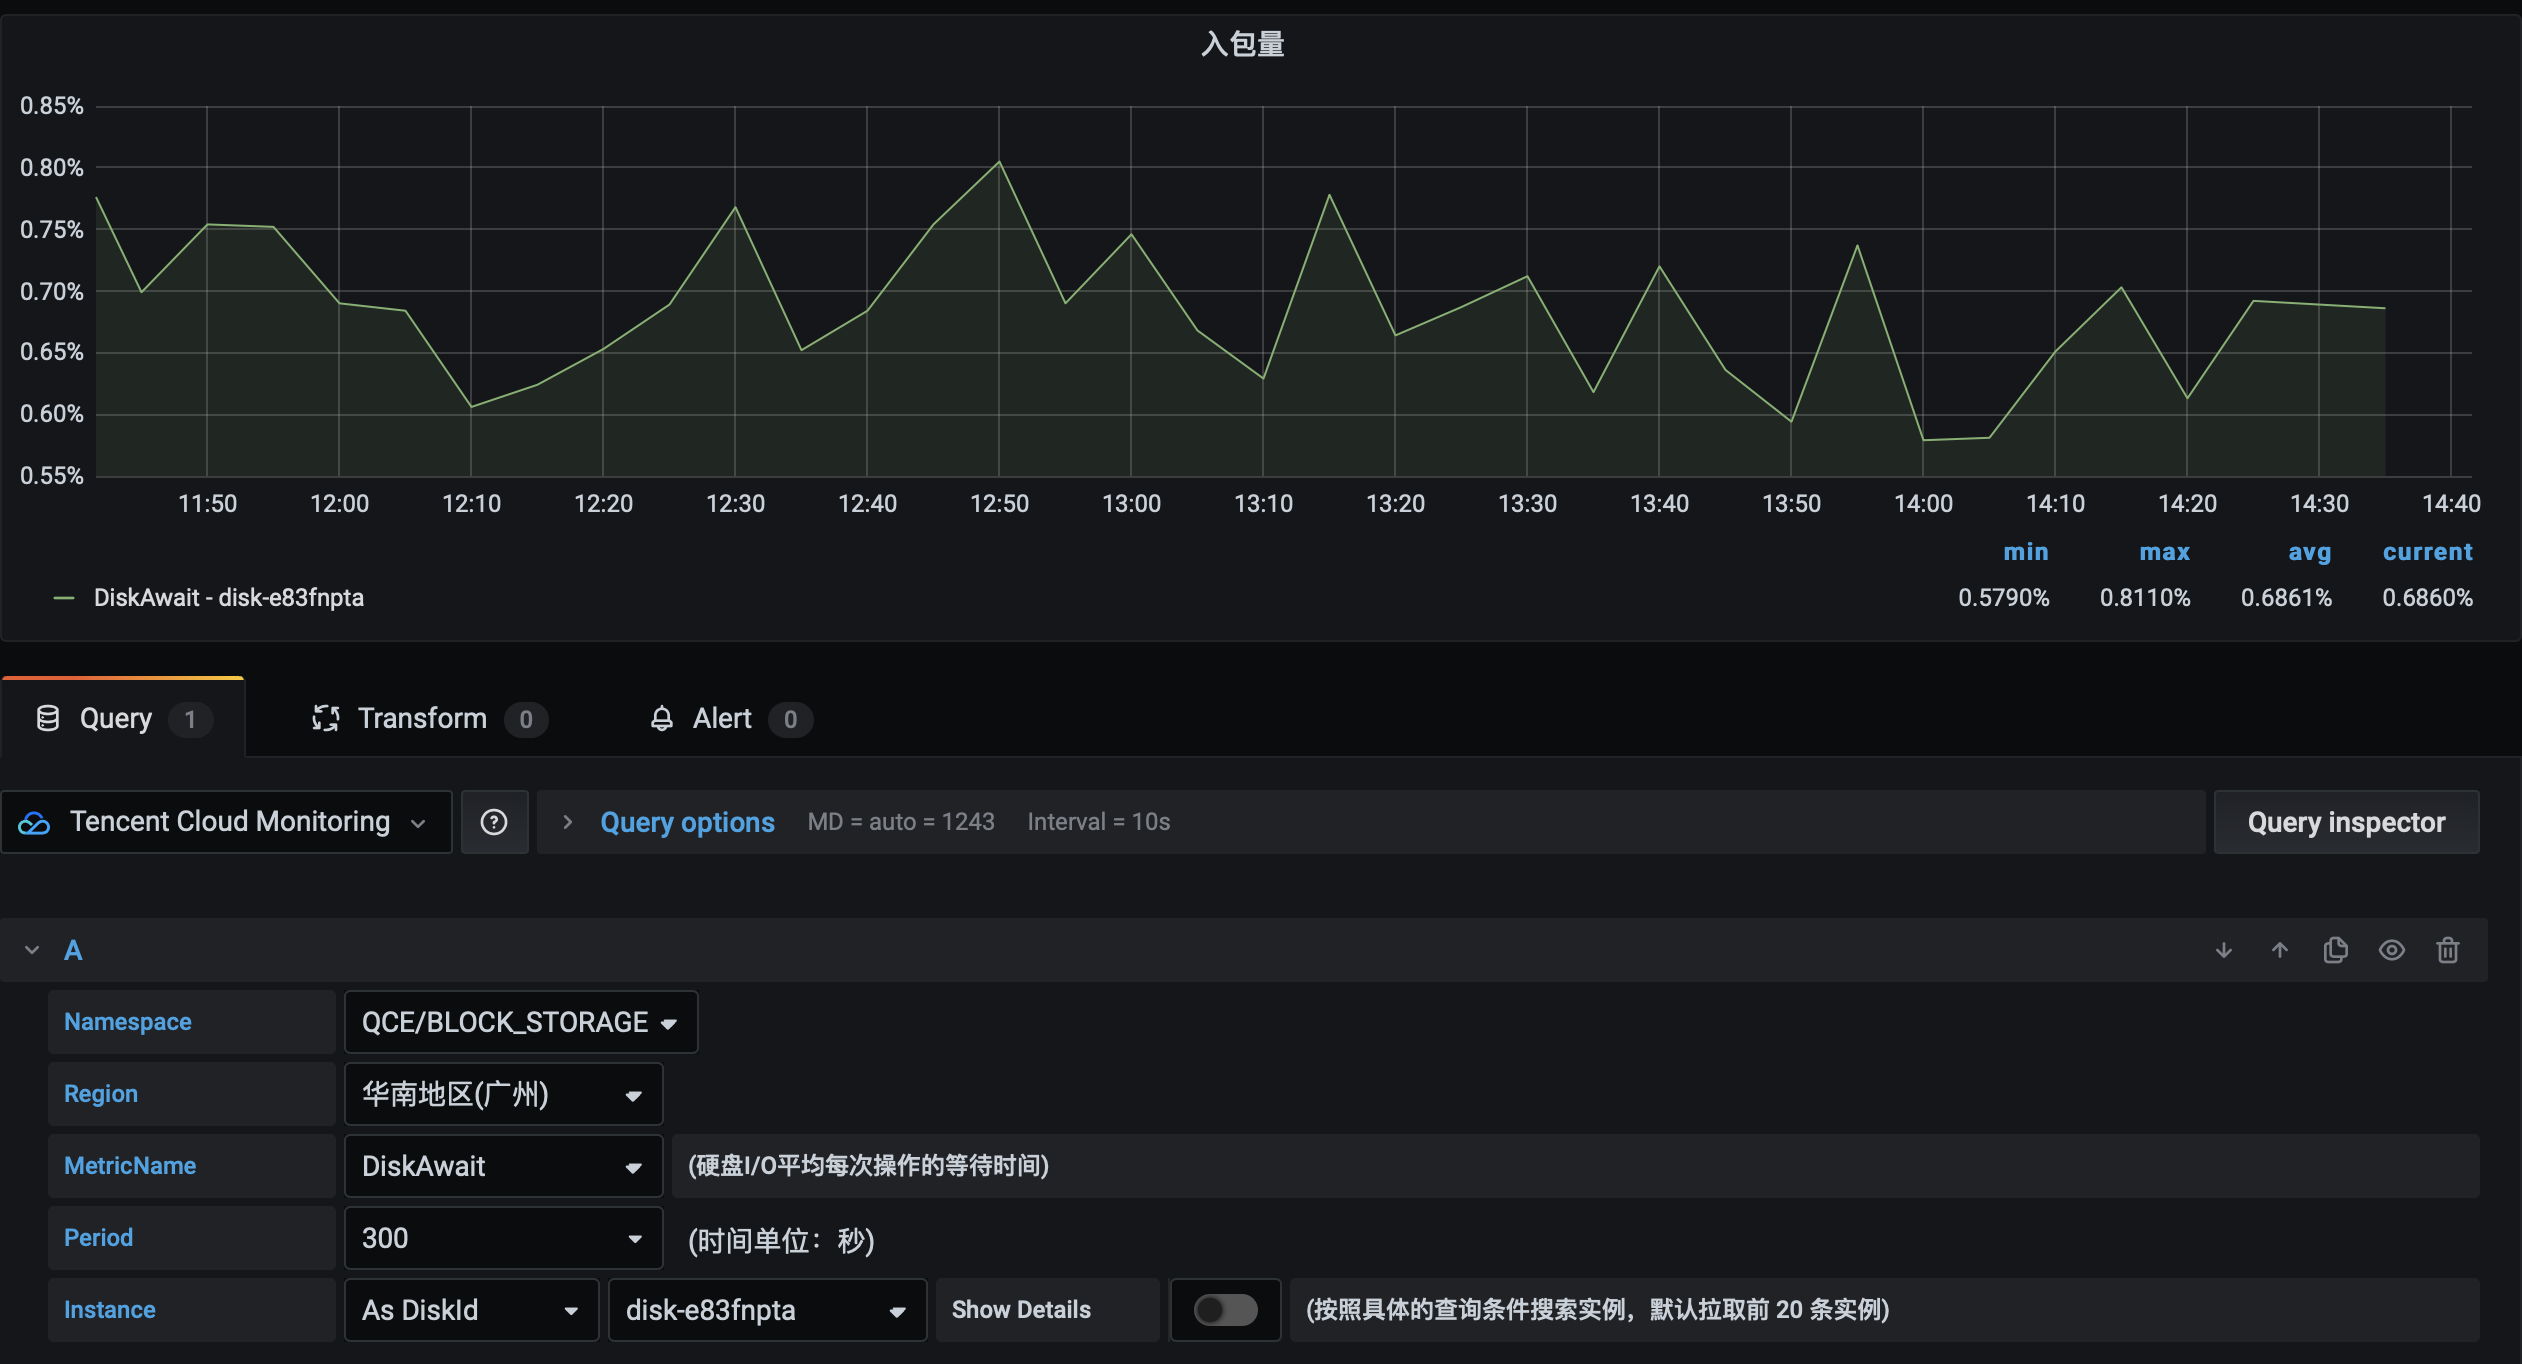 入包量
0.85%
0.80%
0.75%
0.70%
0.65%
0.60%
0.55%
11:50 12:00 12:10 12:20 12:30 12:40 12:50 13:00 13:10 13:20 13:30 13:40 13:50 14:00 14:10 14:20 14:30 14:40
min max avg current
DiskAwait - disk-e83fnpta 0.5790% 0.8110% 0.6861% 0.6860%
Query 1 Transform 0 Alert 0
Tencent Cloud Monitoring ? > Query options MD = auto = 1243 Interval = 10s Query inspector
A
Namespace QCE/BLOCK_STORAGE
Region 华南地区(广州)
MetricName DiskAwait (硬盘I/O平均每次操作的等待时间)
Period 300 (时间单位：秒)
Instance As DiskId disk-e83fnpta Show Details (按照具体的查询条件搜索实例，默认拉取前 20 条实例)